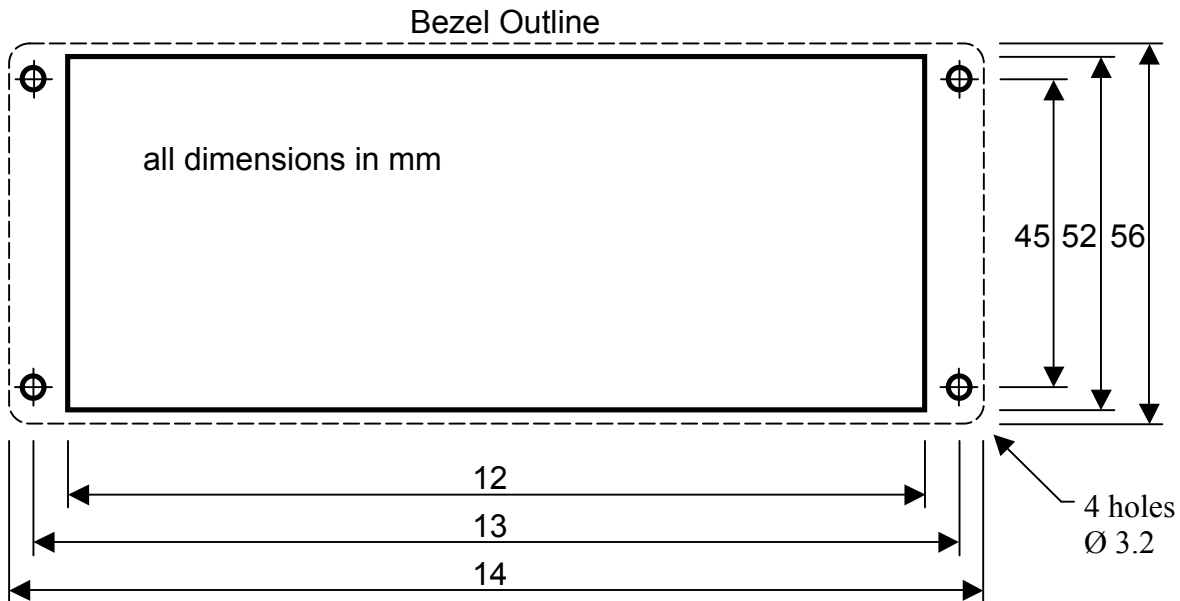 Bezel Outline
all dimensions in mm
45 52 56
12
13
14
4 holes
Ø 3.2